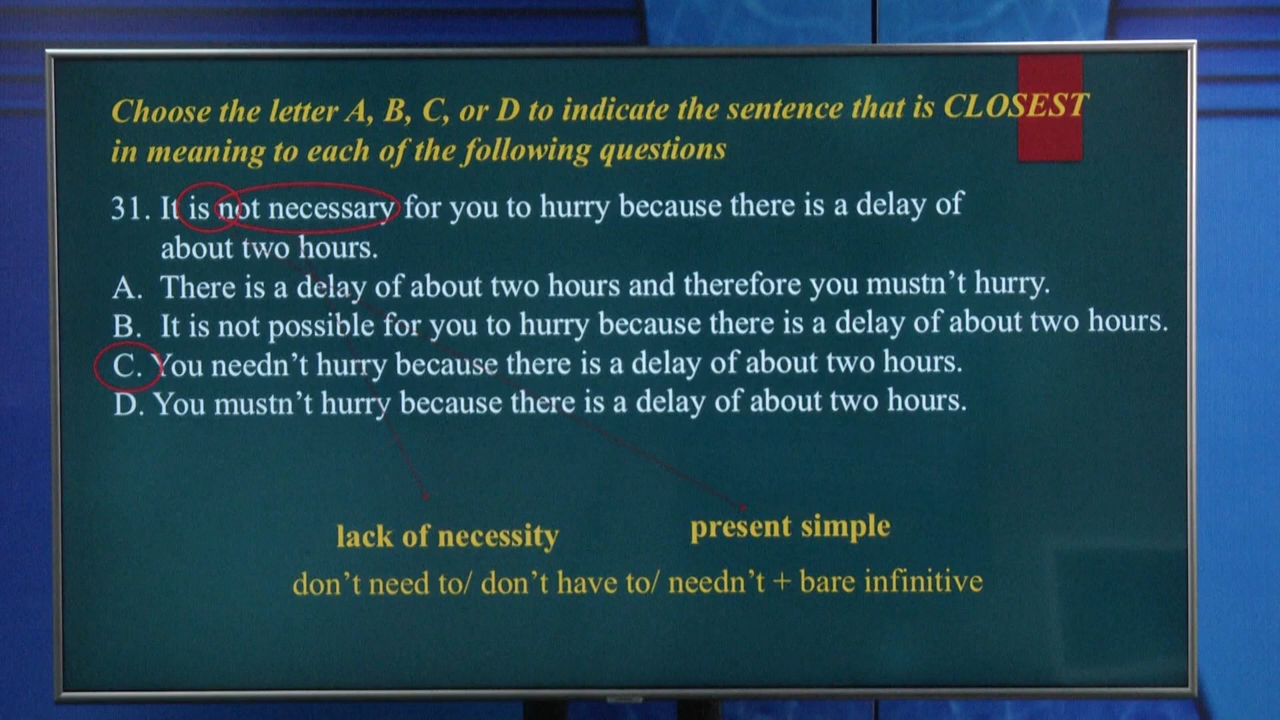 Choose the letter A, B, C, or D to indicate the sentence that is CLOSEST
in meaning to each of the following questions
31. It is not necessary for you to hurry because there is a delay of
about two hours.
A. There is a delay of about two hours and therefore you mustn’t hurry.
B. It is not possible for you to hurry because there is a delay of about two hours.
C. You needn’t hurry because there is a delay of about two hours.
D. You mustn’t hurry because there is a delay of about two hours.
lack of necessity
present simple
don’t need to/ don’t have to/ needn’t + bare infinitive